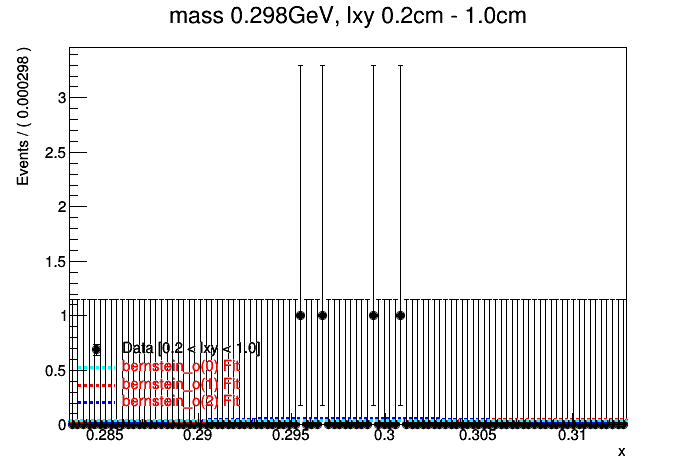 mass 0.298GeV, lxy 0.2cm - 1.0cm
Events / ( 0.000298 )
3
2.5
2
1.5
1
0.5
0
Data [0.2 < lxy < 1.0]
bernstein_o(0) Fit
bernstein_o(1) Fit
bernstein_o(2) Fit
0.285 0.29 0.295 0.3 0.305 0.31
x